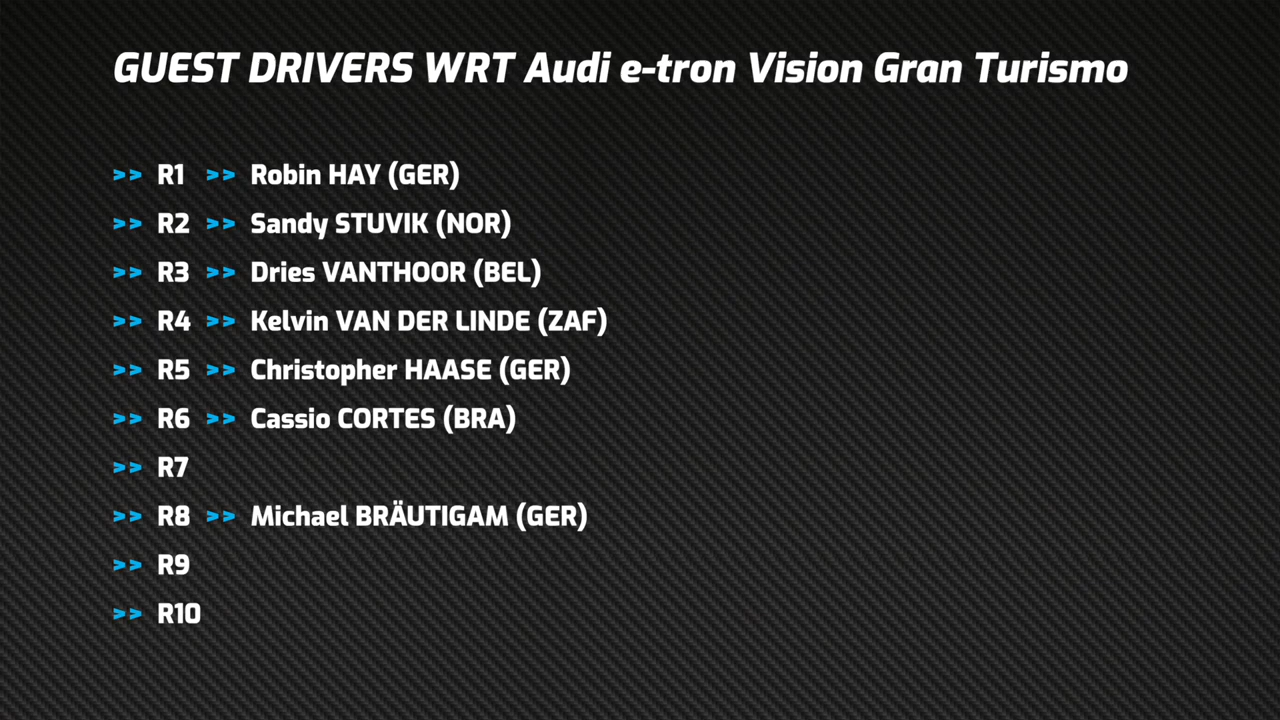 GUEST DRIVERS WRT Audi e-tron Vision Gran Turismo
>> R1 >> Robin HAY (GER)
>> R2 >> Sandy STUVIK (NOR)
>> R3 >> Dries VANTHOOR (BEL)
>> R4 >> Kelvin VAN DER LINDE (ZAF)
>> R5 >> Christopher HAASE (GER)
>> R6 >> Cassio CORTES (BRA)
>> R7
>> R8 >> Michael BRÄUTIGAM (GER)
>> R9
>> R10